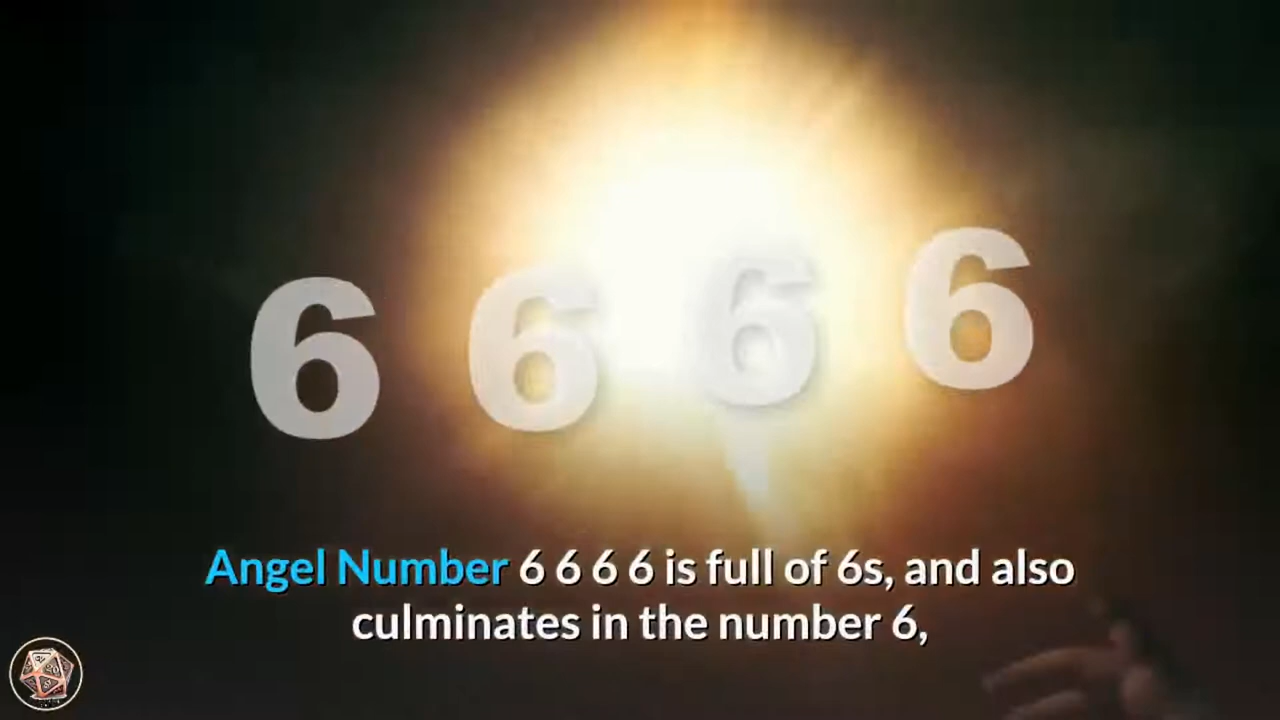 6 6 6 6
Angel Number 6 6 6 6 is full of 6s, and also
culminates in the number 6,